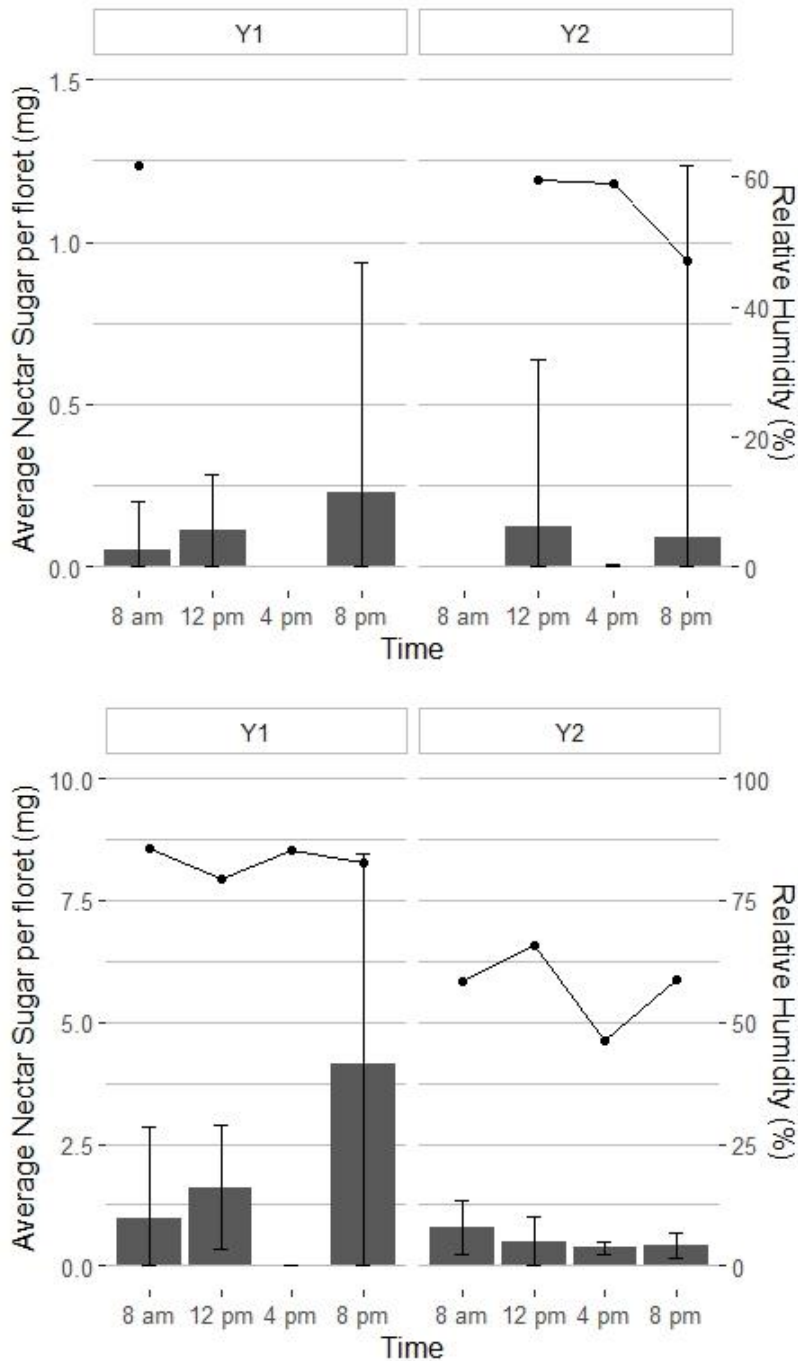 Y1 Y2
Average Nectar Sugar per floret (mg)
1.5
1.0
0.5
0.0
60
40
20
0
Relative Humidity (%)
8 am 12 pm 4 pm 8 pm 8 am 12 pm 4 pm 8 pm
Time
Y1 Y2
Average Nectar Sugar per floret (mg)
10.0
7.5
5.0
2.5
0.0
100
75
50
25
0
Relative Humidity (%)
8 am 12 pm 4 pm 8 pm 8 am 12 pm 4 pm 8 pm
Time